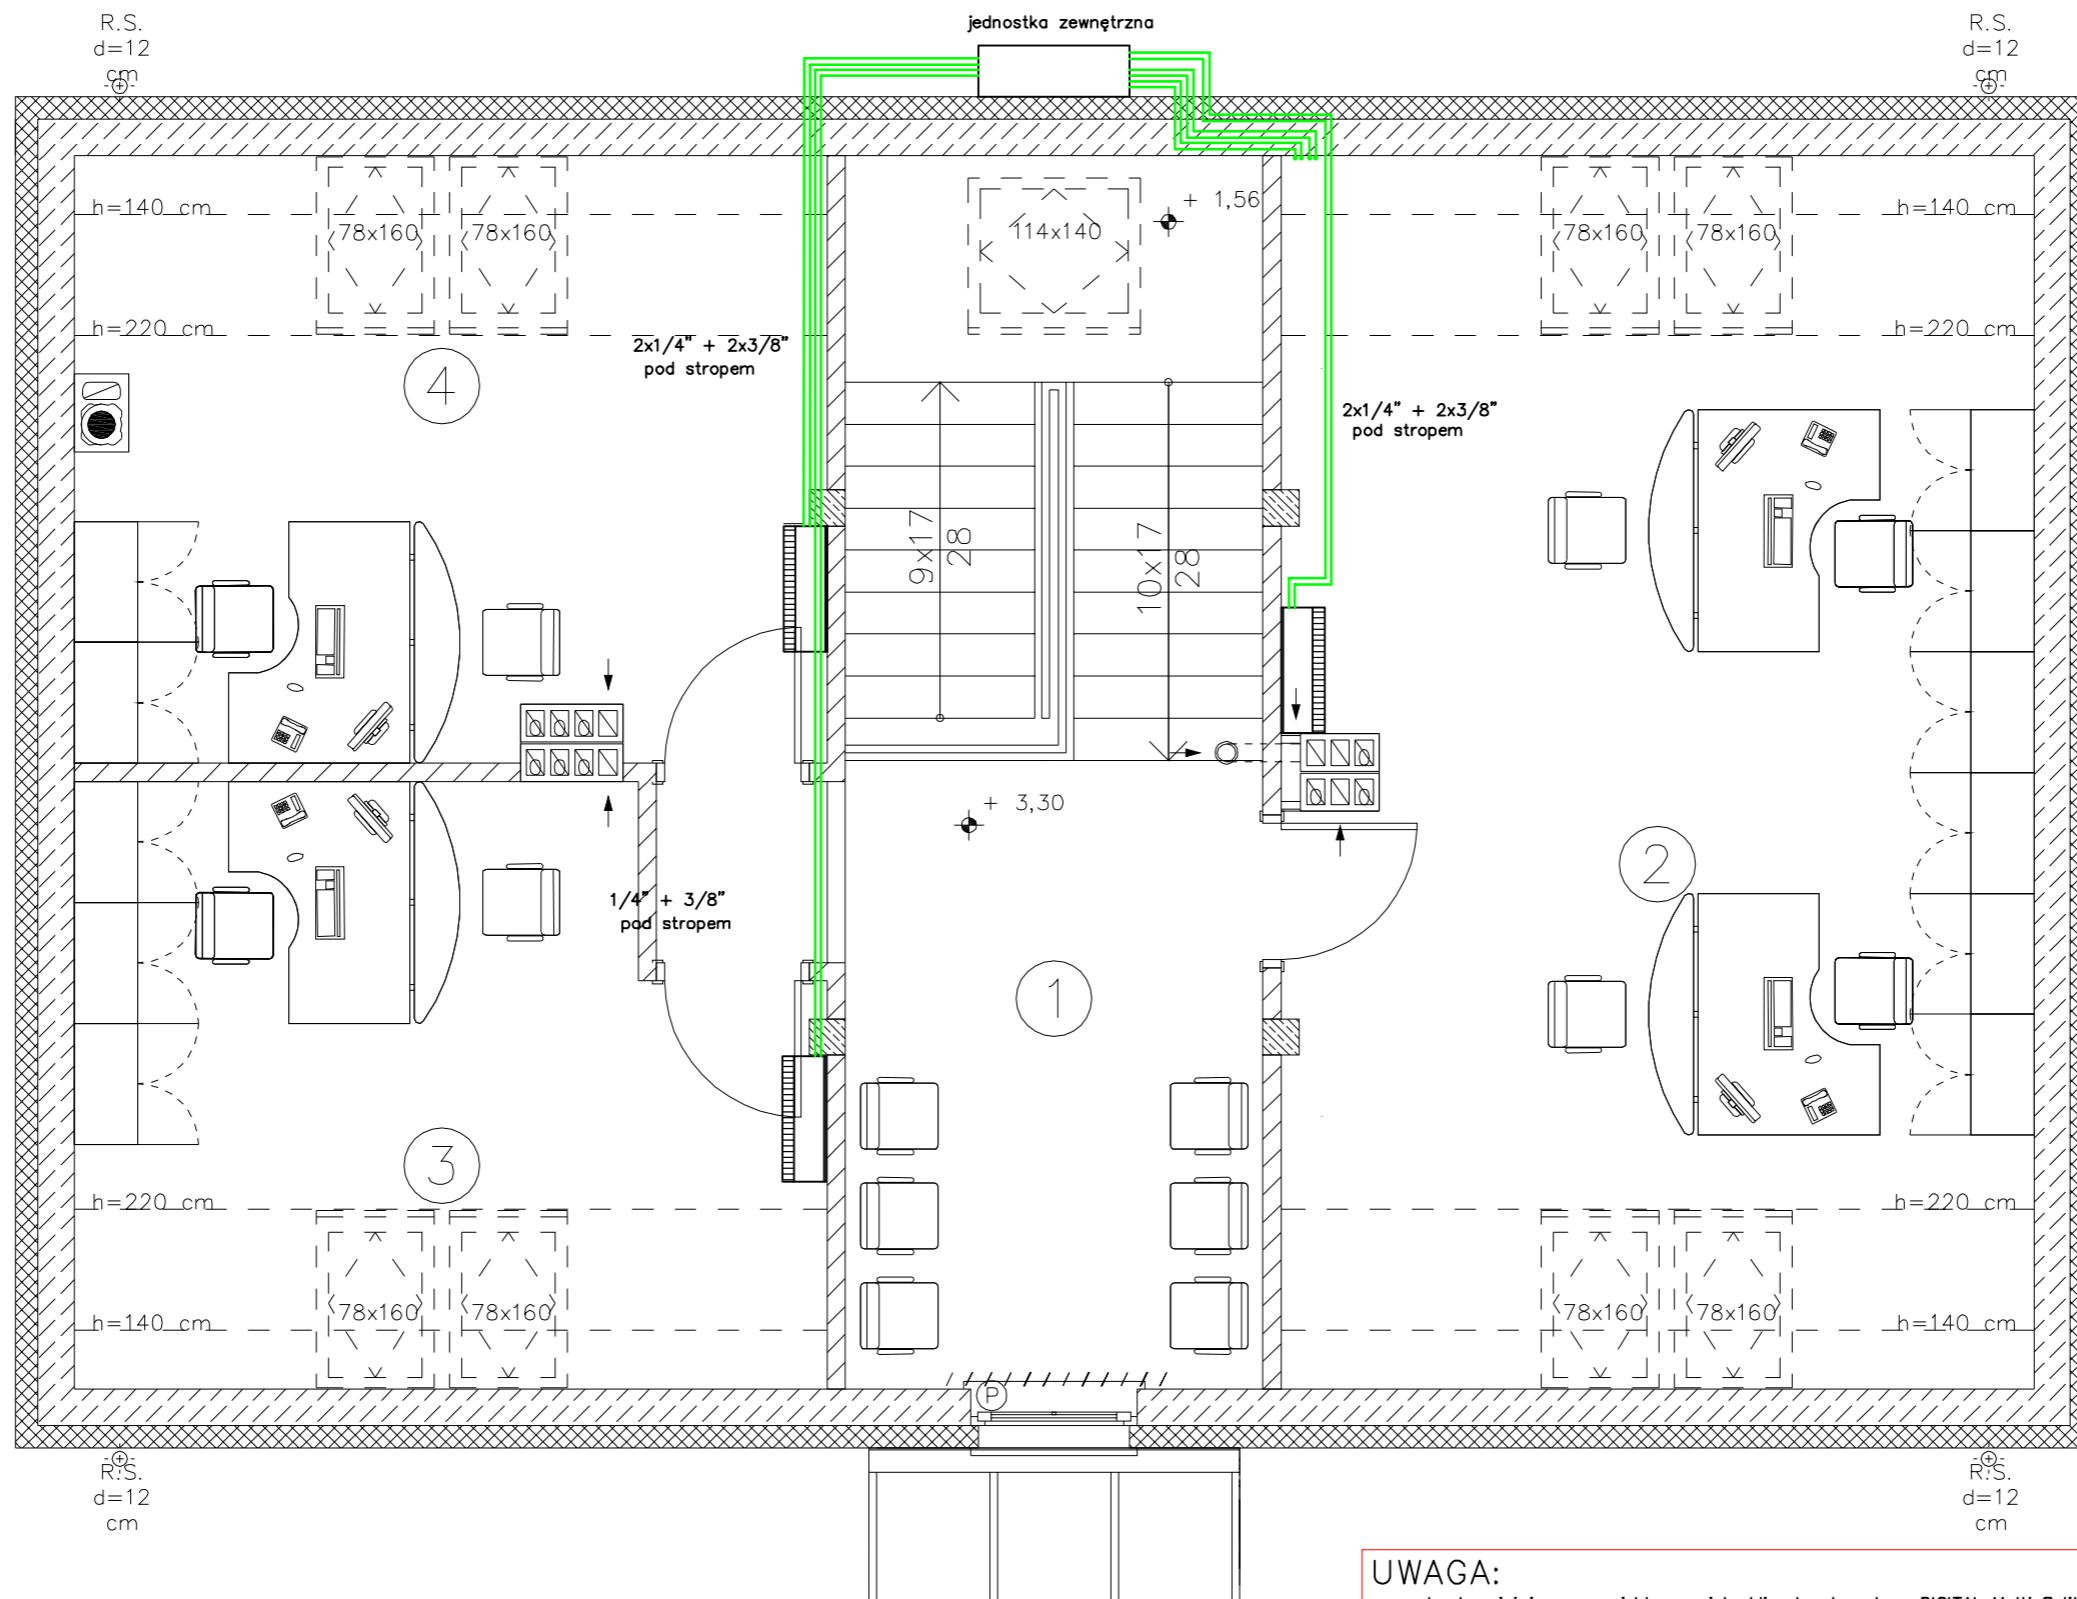 jednostka zewnętrzna
R.S.
d=12
cm
R.S.
d=12
cm
h=140 cm
78x160
78x160
114x140
+ 1,56
78x160
78x160
h=140 cm
h=220 cm
h=220 cm
2x1/4" + 2x3/8"
pod stropem
4
2x1/4" + 2x3/8"
pod stropem
9x17
28
10x17
28
+ 3,30
2
1/4" + 3/8"
pod stropem
1
3
h=220 cm
h=220 cm
h=140 cm
78x160
78x160
78x160
78x160
h=140 cm
P
R.S.
d=12
cm
R.S.
d=12
cm
UWAGA: